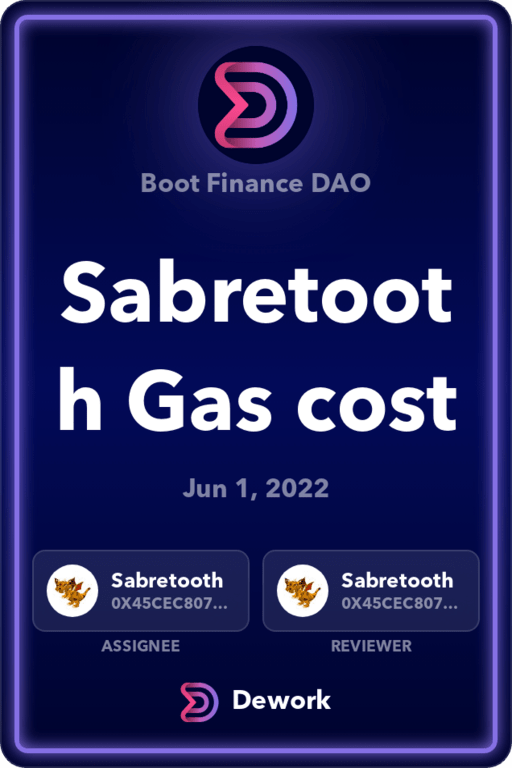 Boot Finance DAO
Sabretoot
h Gas cost
Jun 1, 2022
Sabretooth
0X45CEC807...
ASSIGNEE
Sabretooth
0X45CEC807...
REVIEWER
Dework